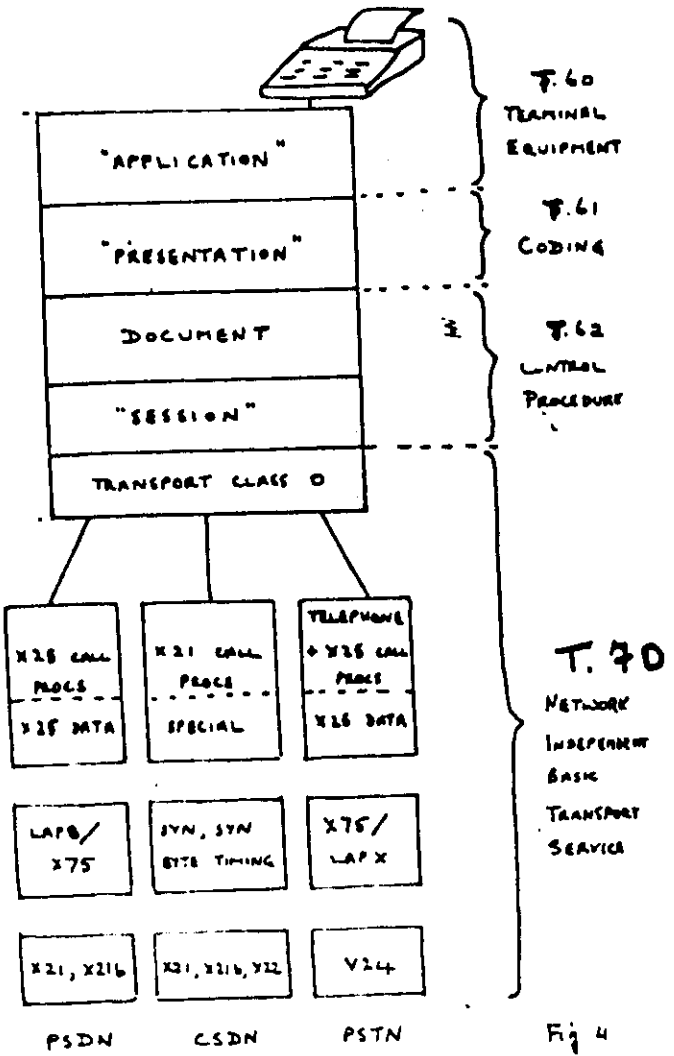 "APPLICATION"
"PRESENTATION"
DOCUMENT
"SESSION"
TRANSPORT CLASS 0
T.60
TERMINAL
EQUIPMENT
T.61
CODING
T.62
CONTROL
PROCEDURE
T.70
NETWORK
INDEPENDENT
BASIC
TRANSPORT
SERVICE
X25 CALL
PROCS
X25 DATA
X21 CALL
PROCS
SPECIAL
TELEPHONE
+ X25 CALL
PROCS
X25 DATA
LAPB/
X75
SYN, SYN
BYTE TIMING
X75/
LAPX
X21, X21b
X21, X21b, X22
V24
PSDN
CSDN
PSTN
Fig 4